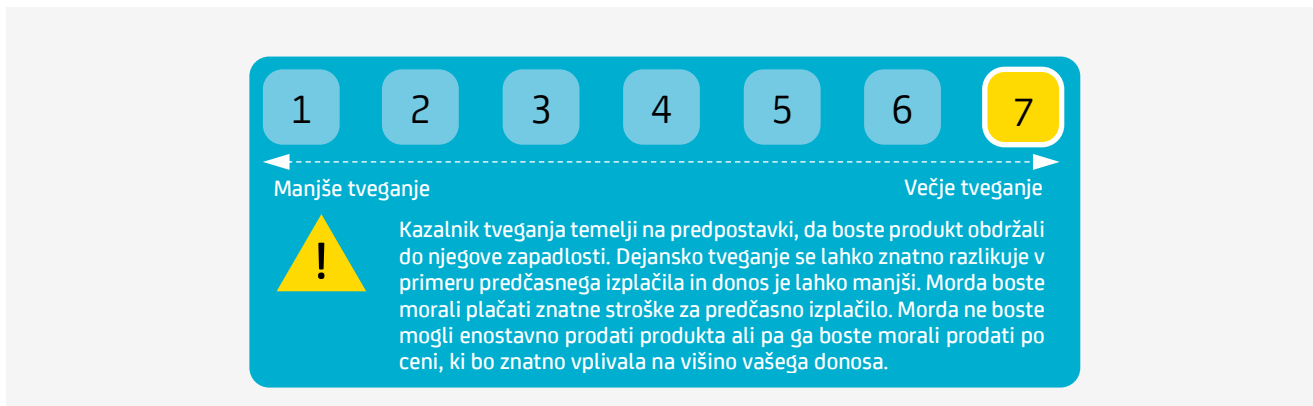 1 2 3 4 5 6 7
Manjše tveganje Večje tveganje
! Kazalnik tveganja temelji na predpostavki, da boste produkt obdržali
do njegove zapadlosti. Dejansko tveganje se lahko znatno razlikuje v
primeru predčasnega izplačila in donos je lahko manjši. Morda boste
morali plačati znatne stroške za predčasno izplačilo. Morda ne boste
mogli enostavno prodati produkta ali pa ga boste morali prodati po
ceni, ki bo znatno vplivala na višino vašega donosa.